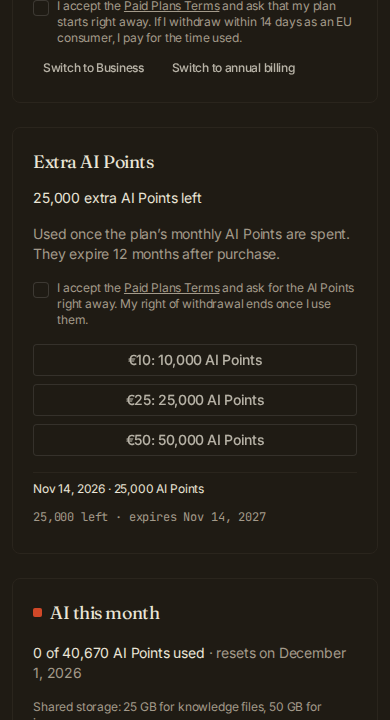 I accept the Paid Plans Terms and ask that my plan
starts right away. If I withdraw within 14 days as an EU
consumer, I pay for the time used.
Switch to Business Switch to annual billing
Extra AI Points
25,000 extra AI Points left
Used once the plan's monthly AI Points are spent.
They expire 12 months after purchase.
I accept the Paid Plans Terms and ask for the AI Points
right away. My right of withdrawal ends once I use
them.
€10: 10,000 AI Points
€25: 25,000 AI Points
€50: 50,000 AI Points
Nov 14, 2026 · 25,000 AI Points
25,000 left · expires Nov 14, 2027
AI this month
0 of 40,670 AI Points used · resets on December
1, 2026
Shared storage: 25 GB for knowledge files, 50 GB for